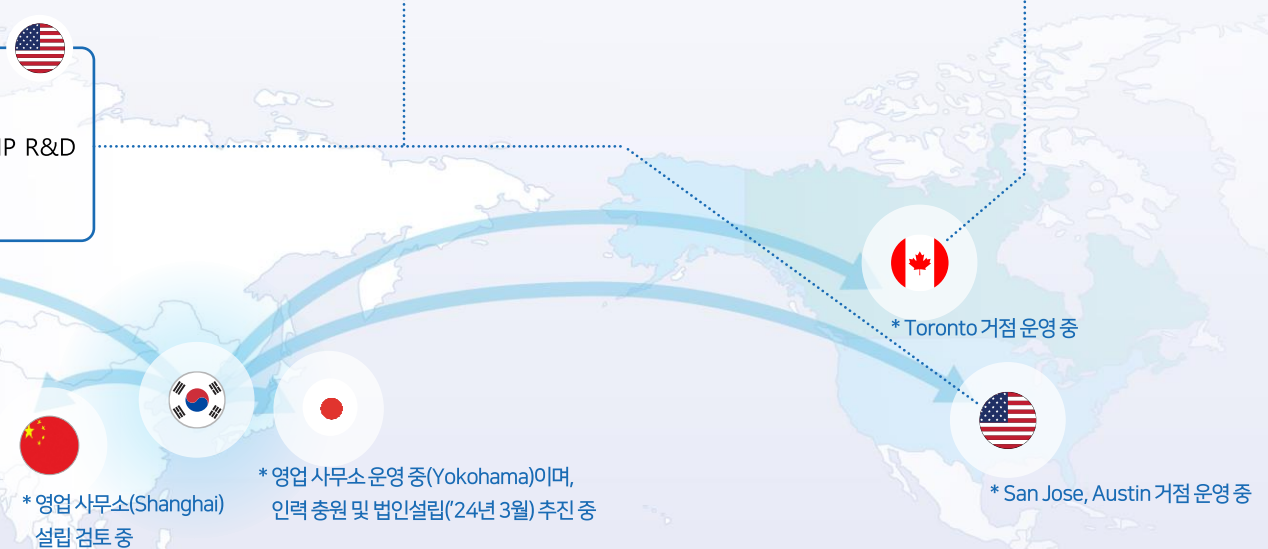 IP R&D
* Toronto 거점 운영 중
* San Jose, Austin 거점 운영 중
* 영업 사무소 운영 중(Yokohama)이며,
인력 충원 및 법인설립(’24년 3월) 추진 중
* 영업 사무소(Shanghai)
설립 검토 중